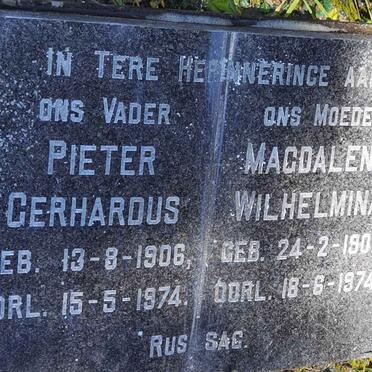 IN TERE HERINNERINGE AAN
ONS VADER ONS MOEDE
PIETER MAGDALEN
GERHARDUS WILHELMINA
EB. 13-8-1906, GEB. 24-2-190
ORL. 15-5-1974. OORL. 18-6-1974
RUS SAG.